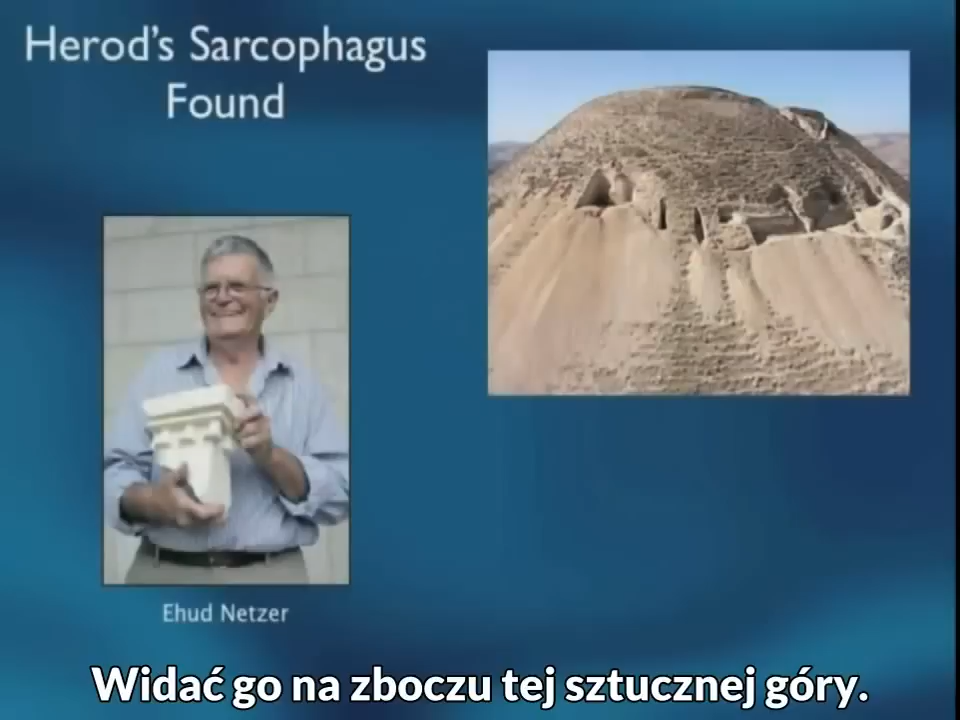 Herod's Sarcophagus
Found
Ehud Netzer
Widać go na zboczu tej sztucznej góry.